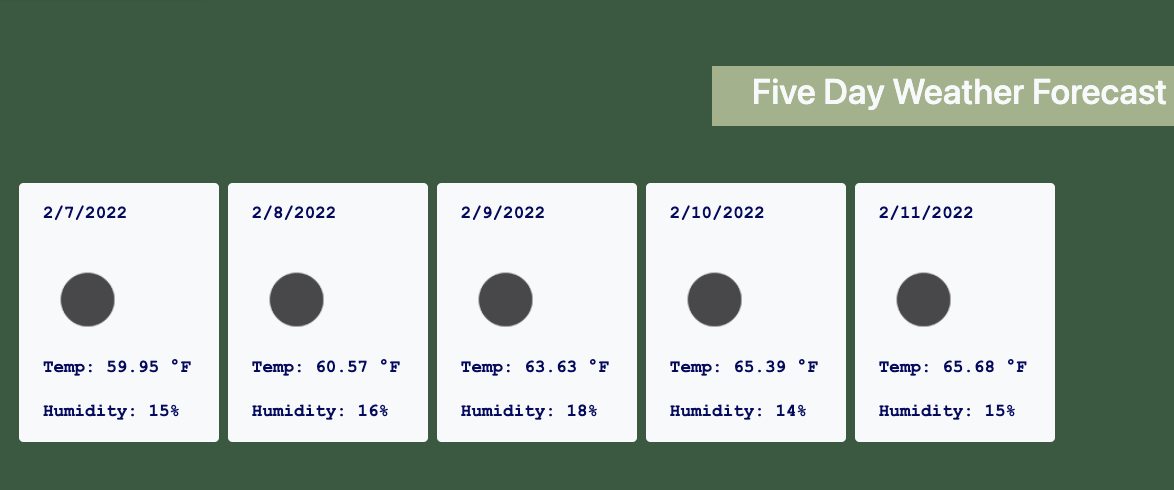 Five Day Weather Forecast
2/7/2022
Temp: 59.95 °F
Humidity: 15%
2/8/2022
Temp: 60.57 °F
Humidity: 16%
2/9/2022
Temp: 63.63 °F
Humidity: 18%
2/10/2022
Temp: 65.39 °F
Humidity: 14%
2/11/2022
Temp: 65.68 °F
Humidity: 15%